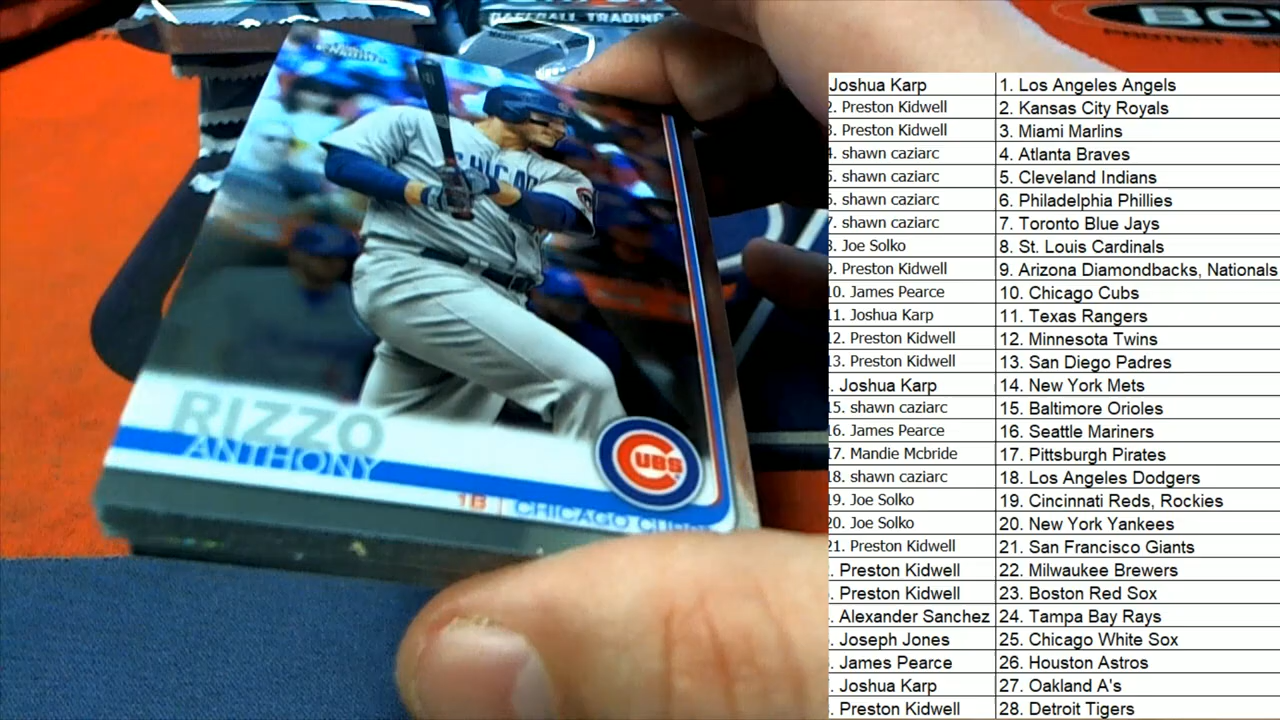 BASEBALL TRADING
BC
PROTECT
CHICA
RIZZO
ANTHONY
CUBS
1B | CHICAGO CUBS
Joshua Karp 1. Los Angeles Angels
2. Preston Kidwell 2. Kansas City Royals
3. Preston Kidwell 3. Miami Marlins
4. shawn caziarc 4. Atlanta Braves
5. shawn caziarc 5. Cleveland Indians
6. shawn caziarc 6. Philadelphia Phillies
7. shawn caziarc 7. Toronto Blue Jays
8. Joe Solko 8. St. Louis Cardinals
9. Preston Kidwell 9. Arizona Diamondbacks, Nationals
10. James Pearce 10. Chicago Cubs
11. Joshua Karp 11. Texas Rangers
12. Preston Kidwell 12. Minnesota Twins
13. Preston Kidwell 13. San Diego Padres
. Joshua Karp 14. New York Mets
15. shawn caziarc 15. Baltimore Orioles
16. James Pearce 16. Seattle Mariners
17. Mandie Mcbride 17. Pittsburgh Pirates
18. shawn caziarc 18. Los Angeles Dodgers
19. Joe Solko 19. Cincinnati Reds, Rockies
20. Joe Solko 20. New York Yankees
21. Preston Kidwell 21. San Francisco Giants
. Preston Kidwell 22. Milwaukee Brewers
. Preston Kidwell 23. Boston Red Sox
. Alexander Sanchez 24. Tampa Bay Rays
. Joseph Jones 25. Chicago White Sox
. James Pearce 26. Houston Astros
. Joshua Karp 27. Oakland A's
. Preston Kidwell 28. Detroit Tigers